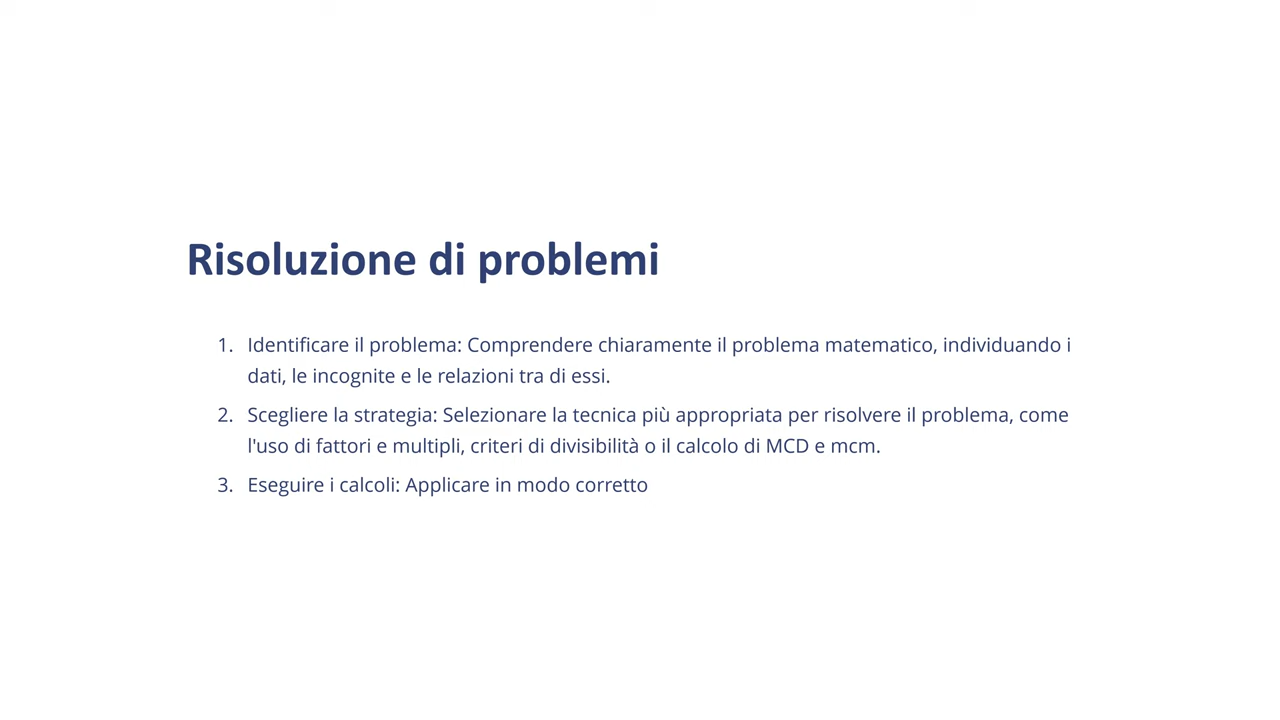 Risoluzione di problemi
1. Identificare il problema: Comprendere chiaramente il problema matematico, individuando i
dati, le incognite e le relazioni tra di essi.
2. Scegliere la strategia: Selezionare la tecnica più appropriata per risolvere il problema, come
l'uso di fattori e multipli, criteri di divisibilità o il calcolo di MCD e mcm.
3. Eseguire i calcoli: Applicare in modo corretto